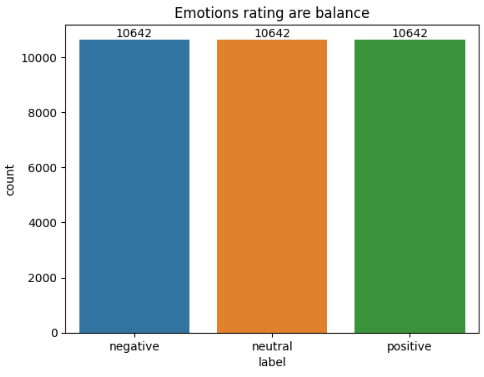 Emotions rating are balance
10642 10642 10642
10000
8000
6000
4000
2000
0
count
negative neutral positive
label